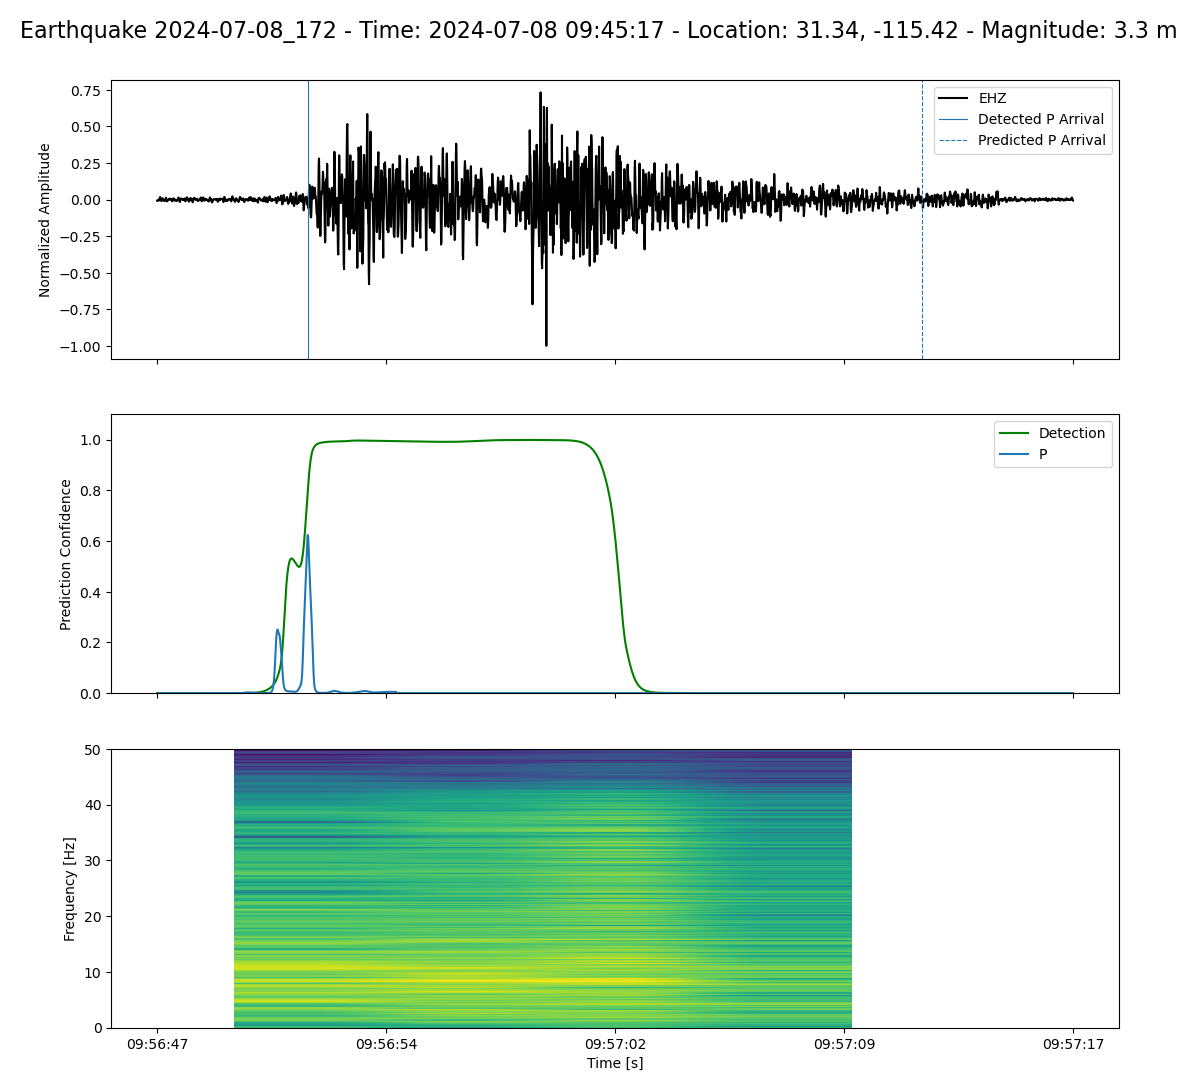 Earthquake 2024-07-08_172 - Time: 2024-07-08 09:45:17 - Location: 31.34, -115.42 - Magnitude: 3.3 m
Normalized Amplitude
0.75
0.50
0.25
0.00
−0.25
−0.50
−0.75
−1.00
EHZ
Detected P Arrival
Predicted P Arrival
Prediction Confidence
1.0
0.8
0.6
0.4
0.2
0.0
Detection
P
Frequency [Hz]
50
40
30
20
10
0
09:56:47 09:56:54 09:57:02 09:57:09 09:57:17
Time [s]